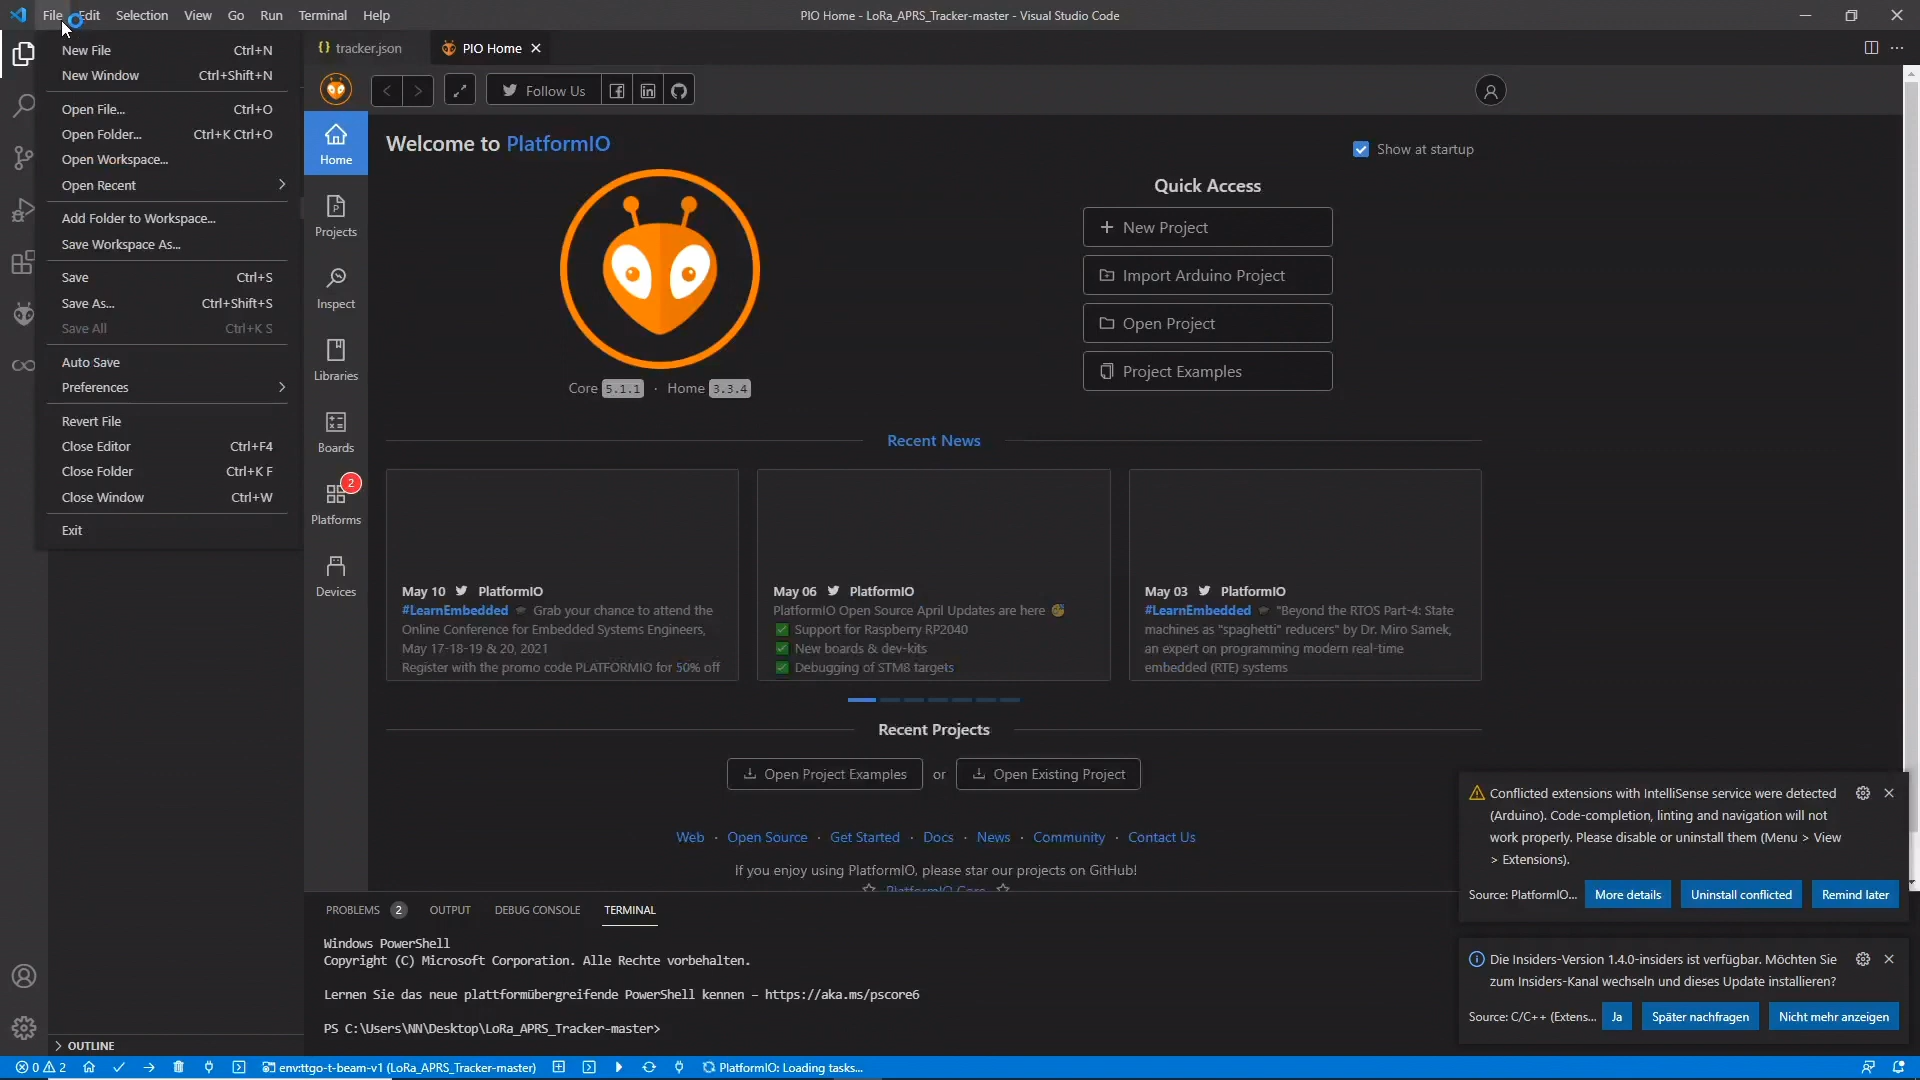 File Edit Selection View Go Run Terminal Help
PIO Home - LoRa_APRS_Tracker-master - Visual Studio Code
New File Ctrl+N
New Window Ctrl+Shift+N
Open File... Ctrl+O
Open Folder... Ctrl+K Ctrl+O
Open Workspace...
Open Recent
Add Folder to Workspace...
Save Workspace As...
Save Ctrl+S
Save As... Ctrl+Shift+S
Save All Ctrl+K S
Auto Save
Preferences
Revert File
Close Editor Ctrl+F4
Close Folder Ctrl+K F
Close Window Ctrl+W
Exit
OUTLINE
tracker.json
PIO Home
Follow Us
Home
Projects
Inspect
Libraries
Boards
2
Platforms
Devices
Welcome to PlatformIO
Show at startup
Core 5.1.1 · Home 3.3.4
Quick Access
New Project
Import Arduino Project
Open Project
Project Examples
Recent News
May 10 PlatformIO
#LearnEmbedded Grab your chance to attend the
Online Conference for Embedded Systems Engineers,
May 17-18-19 & 20, 2021
Register with the promo code PLATFORMIO for 50% off
May 06 PlatformIO
PlatformIO Open Source April Updates are here
Support for Raspberry RP2040
New boards & dev-kits
Debugging of STM8 targets
May 03 PlatformIO
#LearnEmbedded "Beyond the RTOS Part-4: State
machines as "spaghetti" reducers" by Dr. Miro Samek,
an expert on programming modern real-time
embedded (RTE) systems
Recent Projects
Open Project Examples or Open Existing Project
Web · Open Source · Get Started · Docs · News · Community · Contact Us
If you enjoy using PlatformIO, please star our projects on GitHub!
PlatformIO Core
PROBLEMS 2 OUTPUT DEBUG CONSOLE TERMINAL
Windows PowerShell
Copyright (C) Microsoft Corporation. Alle Rechte vorbehalten.
Lernen Sie das neue plattformübergreifende PowerShell kennen – https://aka.ms/pscore6
PS C:\Users\NN\Desktop\LoRa_APRS_Tracker-master>
Conflicted extensions with IntelliSense service were detected
(Arduino). Code-completion, linting and navigation will not
work properly. Please disable or uninstall them (Menu > View
> Extensions).
Source: PlatformIO... More details Uninstall conflicted Remind later
Die Insiders-Version 1.4.0-insiders ist verfügbar. Möchten Sie
zum Insiders-Kanal wechseln und dieses Update installieren?
Source: C/C++ (Extens... Ja Später nachfragen Nicht mehr anzeigen
0 2 env:ttgo-t-beam-v1 (LoRa_APRS_Tracker-master) PlatformIO: Loading tasks...